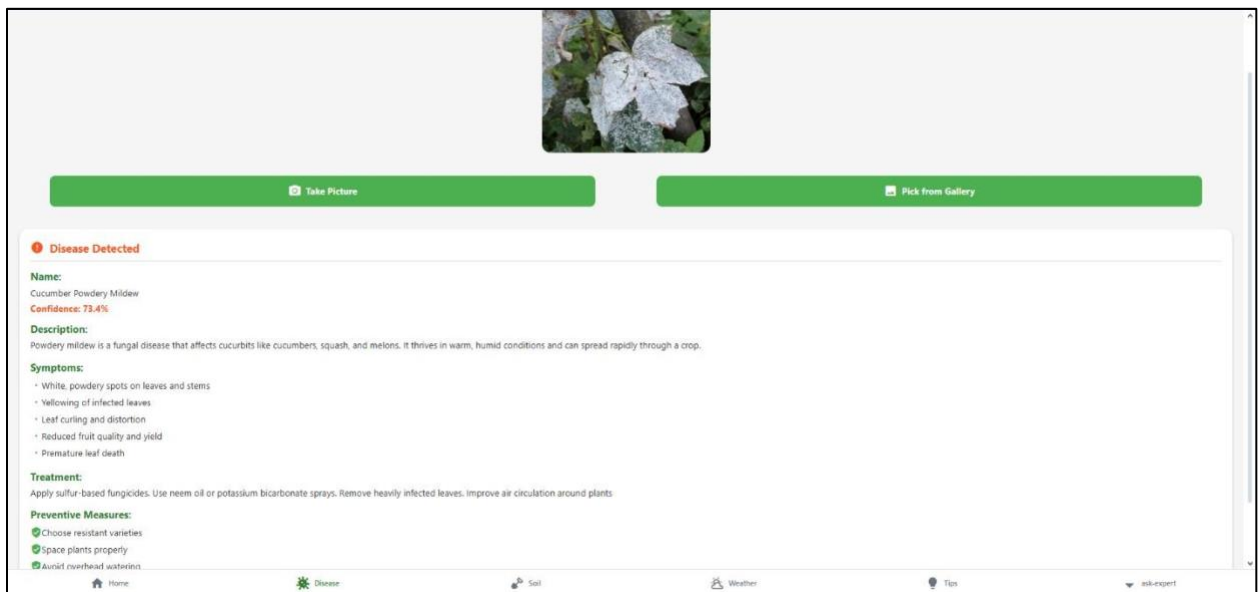 Take Picture
Pick from Gallery
Disease Detected
Name:
Cucumber Powdery Mildew
Confidence: 73.4%
Description:
Powdery mildew is a fungal disease that affects cucurbits like cucumbers, squash, and melons. It thrives in warm, humid conditions and can spread rapidly through a crop.
Symptoms:
• White, powdery spots on leaves and stems
• Yellowing of infected leaves
• Leaf curling and distortion
• Reduced fruit quality and yield
• Premature leaf death
Treatment:
Apply sulfur-based fungicides. Use neem oil or potassium bicarbonate sprays. Remove heavily infected leaves. Improve air circulation around plants
Preventive Measures:
Choose resistant varieties
Space plants properly
Avoid overhead watering
Home Disease Soil Weather Tips ask-expert